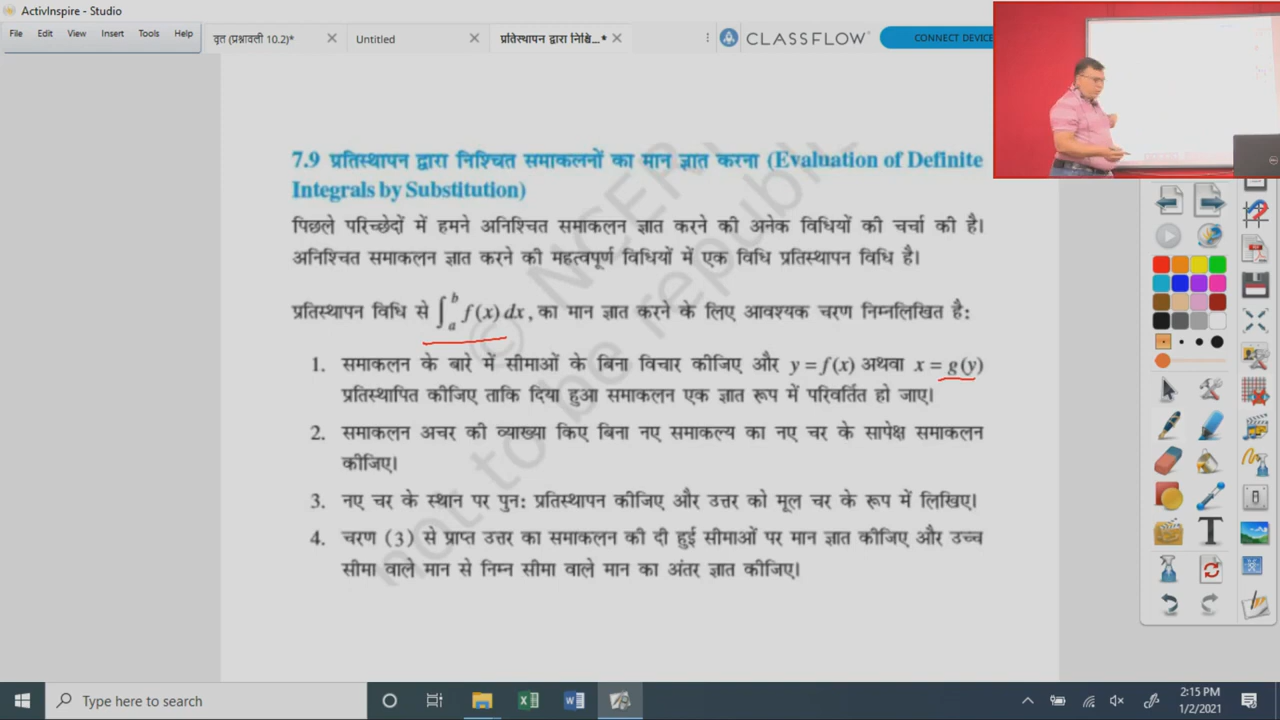 ActivInspire - Studio
File Edit View Insert Tools Help
वृत (प्रश्नावली 10.2)* Untitled प्रतिस्थापन द्वारा निश्चि...* CLASSFLOW CONNECT DEVICE
7.9 प्रतिस्थापन द्वारा निश्चित समाकलनों का मान ज्ञात करना (Evaluation of Definite
Integrals by Substitution)
पिछले परिच्छेदों में हमने अनिश्चित समाकलन ज्ञात करने की अनेक विधियों की चर्चा की है।
अनिश्चित समाकलन ज्ञात करने की महत्वपूर्ण विधियों में एक विधि प्रतिस्थापन विधि है।
प्रतिस्थापन विधि से ∫ₐᵇ f(x) dx, का मान ज्ञात करने के लिए आवश्यक चरण निम्नलिखित है:
1. समाकलन के बारे में सीमाओं के बिना विचार कीजिए और y = f(x) अथवा x = g(y)
प्रतिस्थापित कीजिए ताकि दिया हुआ समाकलन एक ज्ञात रूप में परिवर्तित हो जाए।
2. समाकलन अचर की व्याख्या किए बिना नए समाकल्य का नए चर के सापेक्ष समाकलन
कीजिए।
3. नए चर के स्थान पर पुन: प्रतिस्थापन कीजिए और उत्तर को मूल चर के रूप में लिखिए।
4. चरण (3) से प्राप्त उत्तर का समाकलन की दी हुई सीमाओं पर मान ज्ञात कीजिए और उच्च
सीमा वाले मान से निम्न सीमा वाले मान का अंतर ज्ञात कीजिए।
© NCER
not to be republi
Type here to search
2:15 PM
1/2/2021